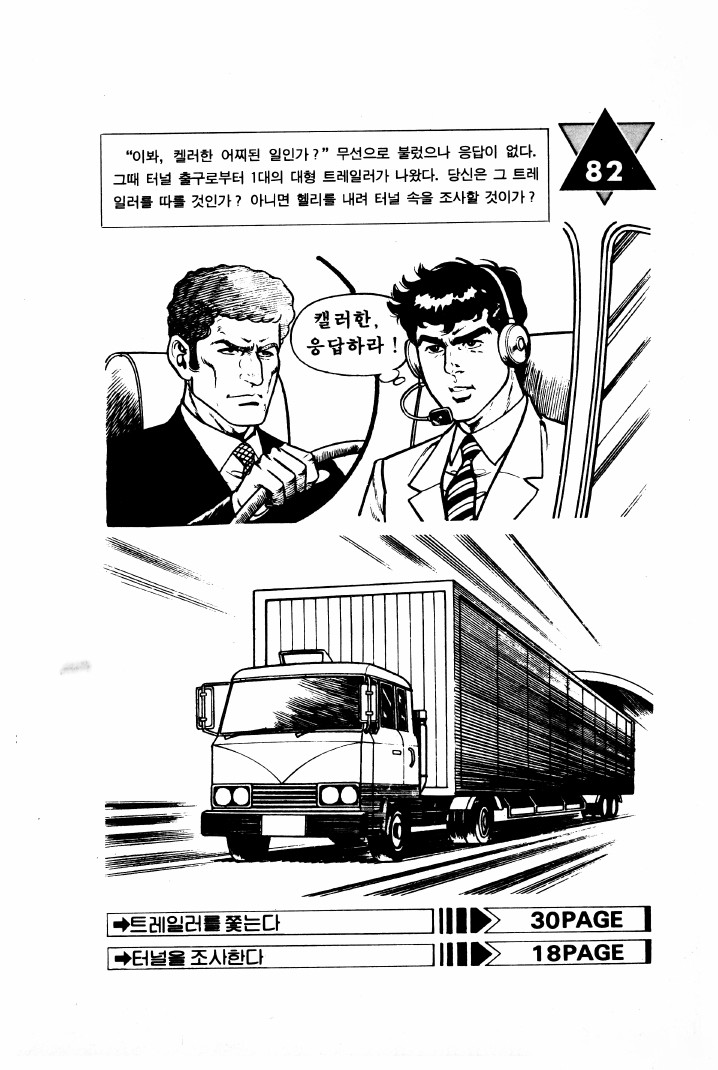 “이봐, 켈러한 어찌된 일인가?” 무선으로 불렀으나 응답이 없다.
그때 터널 출구로부터 1대의 대형 트레일러가 나왔다. 당신은 그 트레
일러를 따를 것인가? 아니면 헬리를 내려 터널 속을 조사할 것이가?
82
캘러한,
응답하라!
➡트레일러를 쫓는다 30PAGE
➡터널을 조사한다 18PAGE